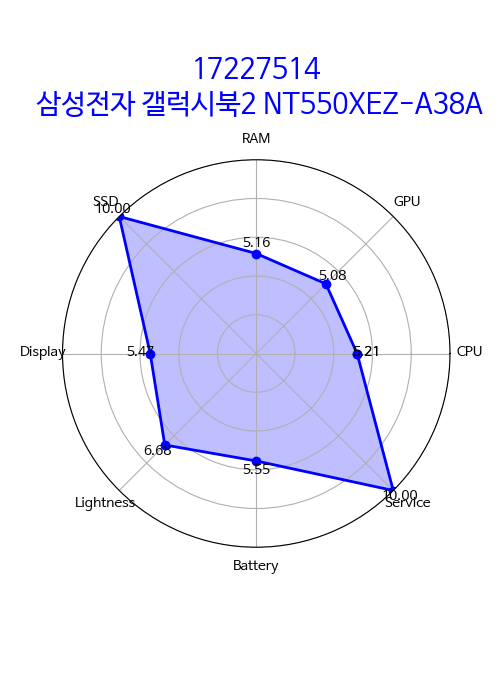 17227514
삼성전자 갤럭시북2 NT550XEZ-A38A
RAM
SSD
10.00
GPU
5.16
5.08
Display
5.47
5.21
CPU
6.68
5.55
10.00
Lightness
Service
Battery